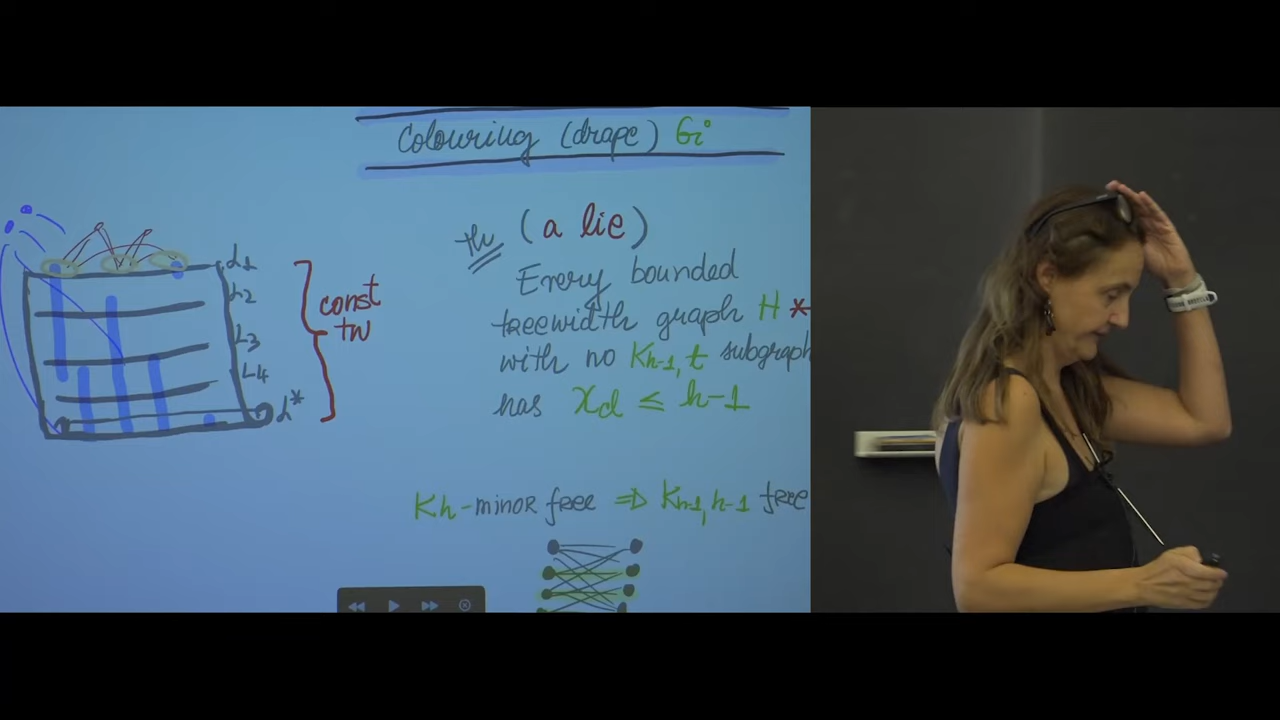 Colouring (drape) Gi
L1
L2
L3
L4
L*
const
tw
th (a lie)
Every bounded
treewidth graph H *
with no Kh-1, t subgraph
has χd ≤ h-1
Kh-minor free ⇒ Kh-1, h-1 free